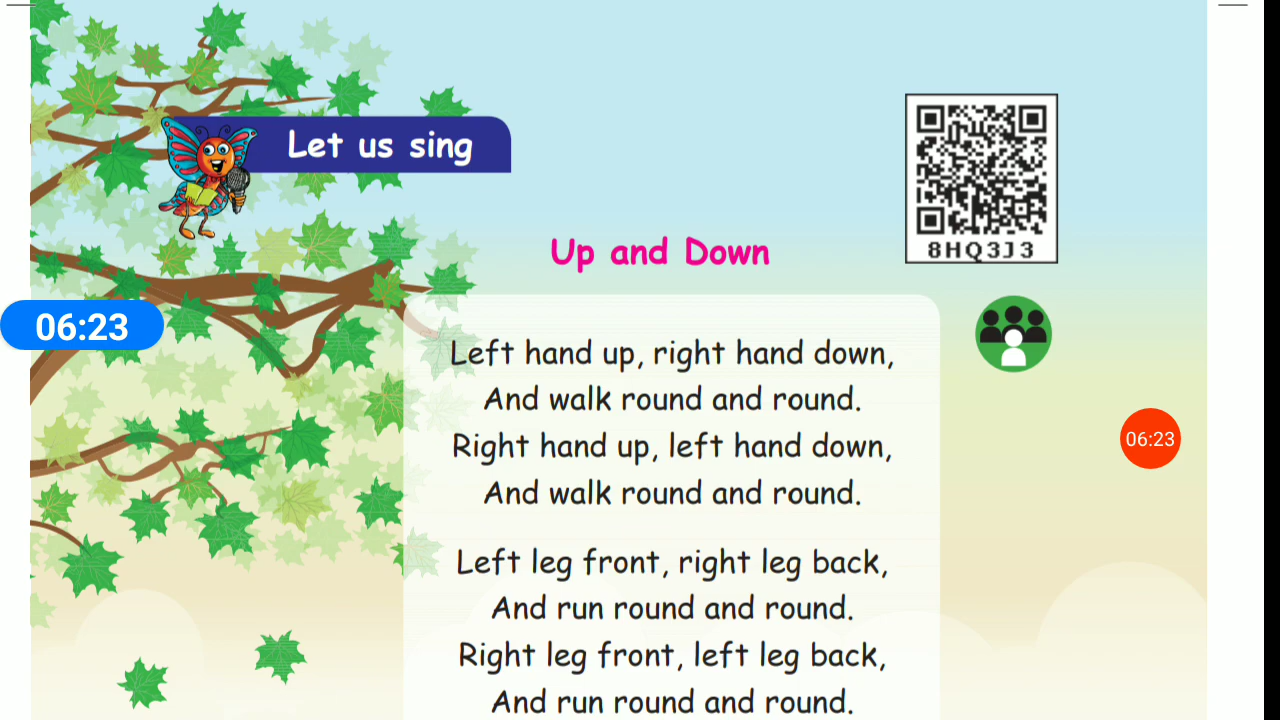 Let us sing
8HQ3J3
Up and Down
06:23
Left hand up, right hand down,
And walk round and round.
06:23
Right hand up, left hand down,
And walk round and round.
Left leg front, right leg back,
And run round and round.
Right leg front, left leg back,
And run round and round.